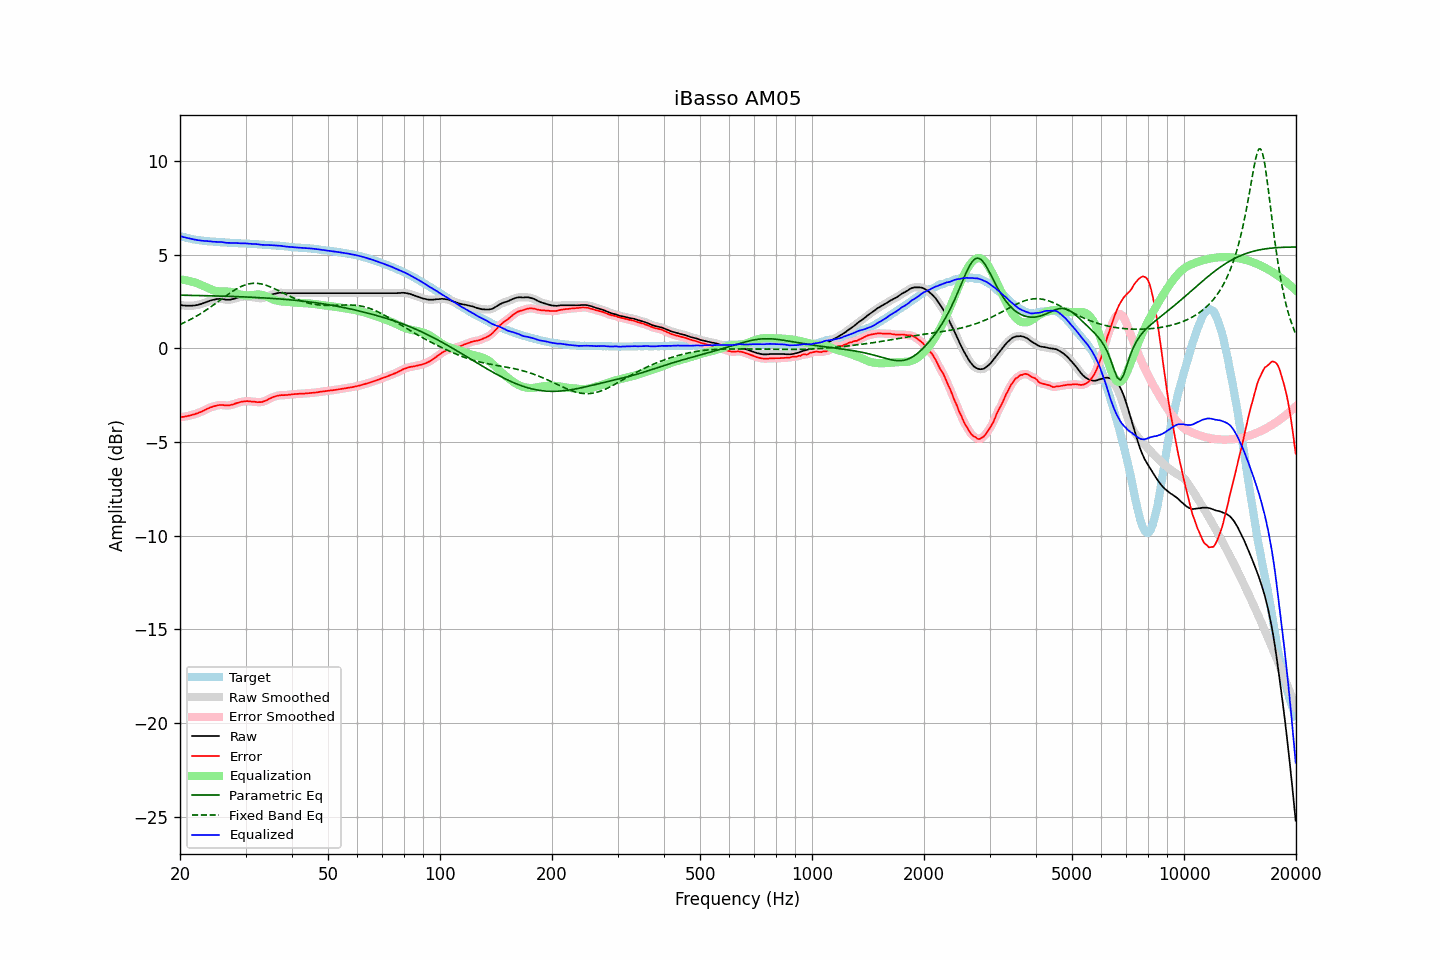 iBasso AM05
10
5
0
−5
−10
−15
−20
−25
Amplitude (dBr)
Target
Raw Smoothed
Error Smoothed
Raw
Error
Equalization
Parametric Eq
Fixed Band Eq
Equalized
20
50
100
200
500
1000
2000
5000
10000
20000
Frequency (Hz)